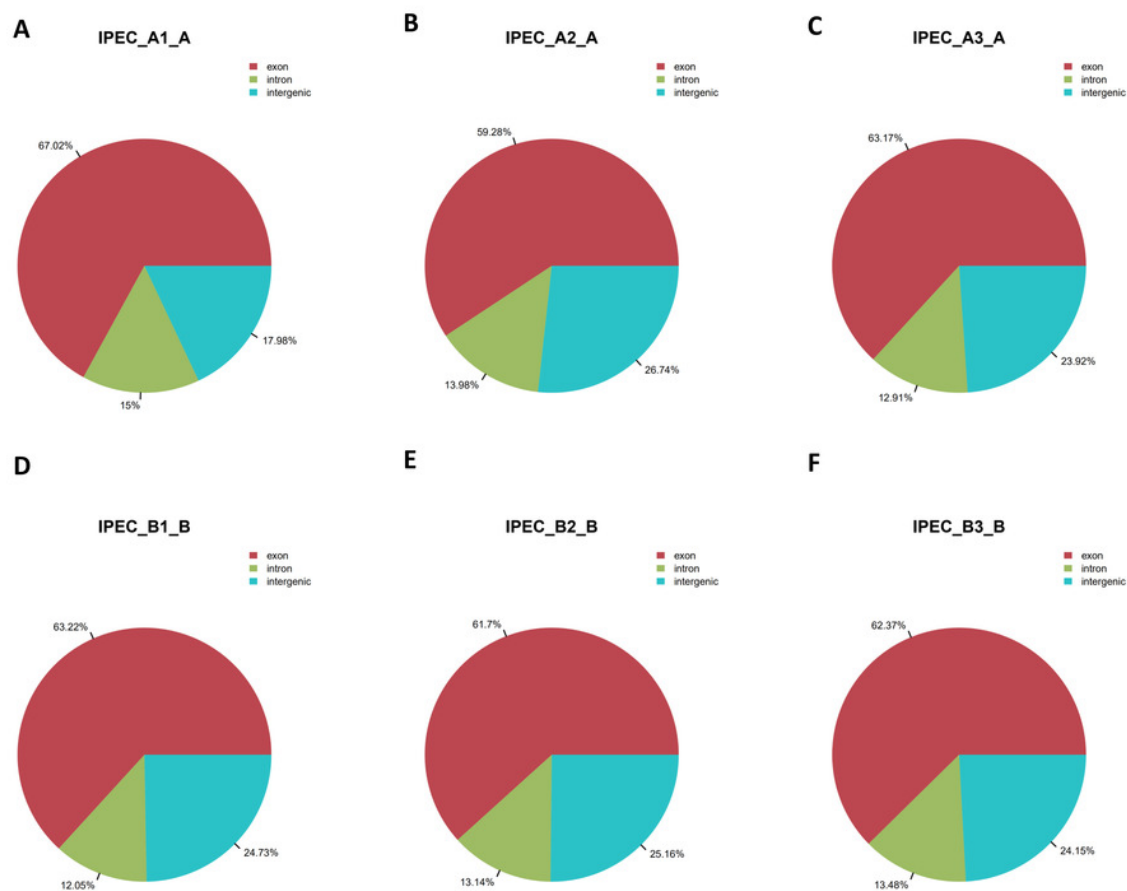 A
IPEC_A1_A
exon
intron
intergenic
67.02%
17.98%
15%
B
IPEC_A2_A
exon
intron
intergenic
59.28%
13.98%
26.74%
C
IPEC_A3_A
exon
intron
intergenic
63.17%
23.92%
12.91%
D
IPEC_B1_B
exon
intron
intergenic
63.22%
24.73%
12.05%
E
IPEC_B2_B
exon
intron
intergenic
61.7%
25.16%
13.14%
F
IPEC_B3_B
exon
intron
intergenic
62.37%
24.15%
13.48%